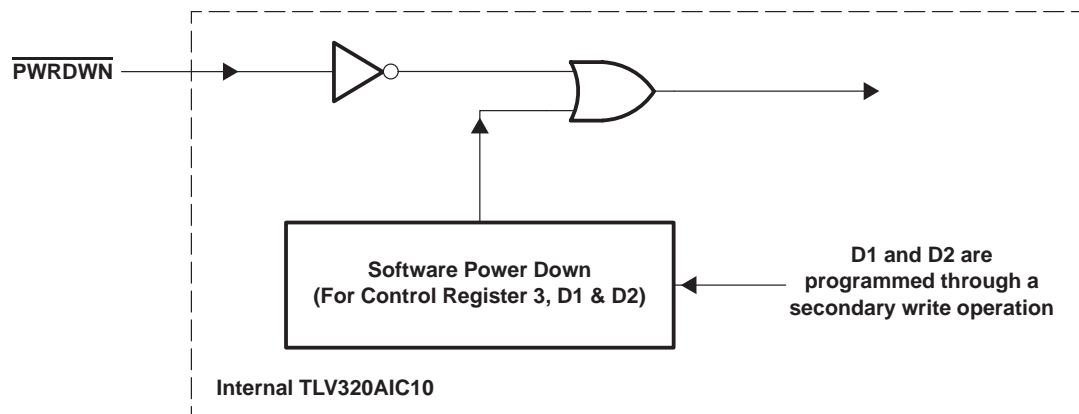 PWRDWN
Software Power Down
(For Control Register 3, D1 & D2)
D1 and D2 are
programmed through a
secondary write operation
Internal TLV320AIC10